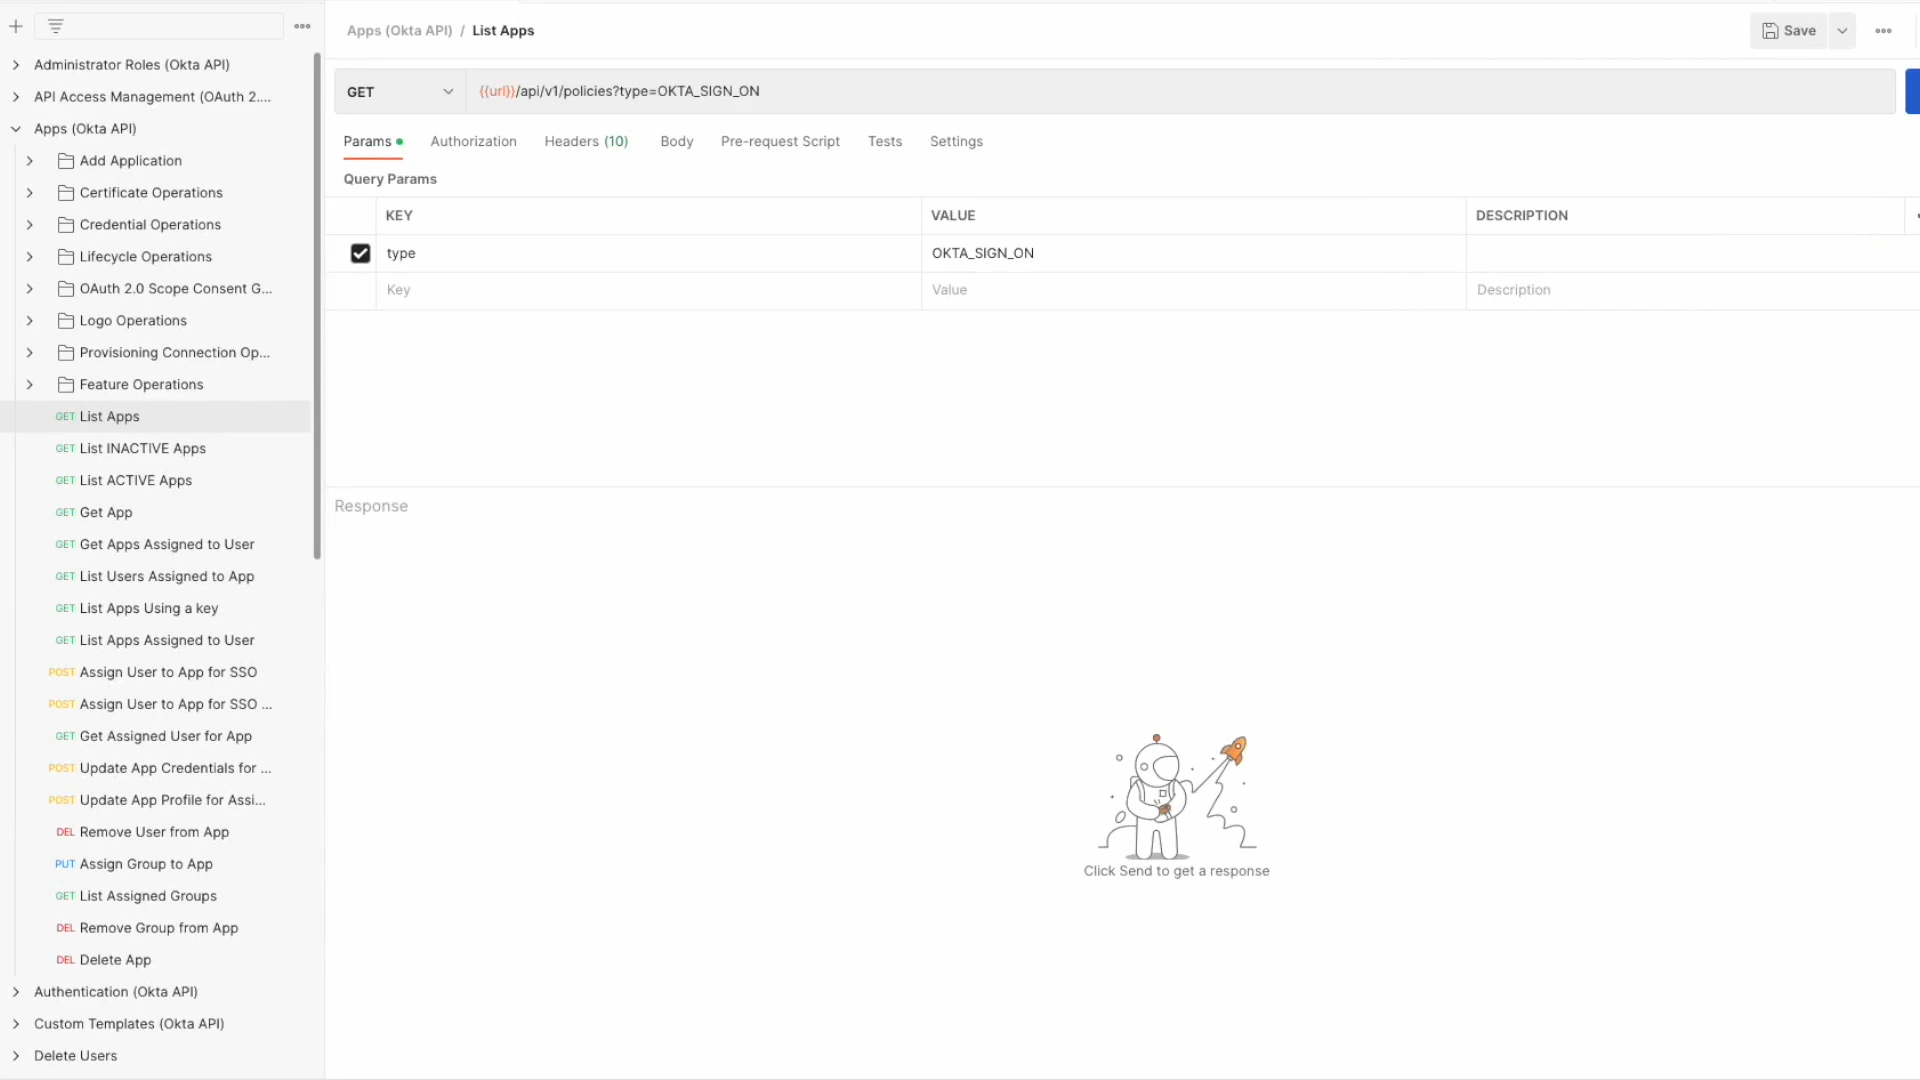 Administrator Roles (Okta API)
API Access Management (OAuth 2....
Apps (Okta API)
Add Application
Certificate Operations
Credential Operations
Lifecycle Operations
OAuth 2.0 Scope Consent G...
Logo Operations
Provisioning Connection Op...
Feature Operations
GET List Apps
GET List INACTIVE Apps
GET List ACTIVE Apps
GET Get App
GET Get Apps Assigned to User
GET List Users Assigned to App
GET List Apps Using a key
GET List Apps Assigned to User
POST Assign User to App for SSO
POST Assign User to App for SSO ...
GET Get Assigned User for App
POST Update App Credentials for ...
POST Update App Profile for Assi...
DEL Remove User from App
PUT Assign Group to App
GET List Assigned Groups
DEL Remove Group from App
DEL Delete App
Authentication (Okta API)
Custom Templates (Okta API)
Delete Users
Apps (Okta API) / List Apps
Save
GET {{url}}/api/v1/policies?type=OKTA_SIGN_ON
Params Authorization Headers (10) Body Pre-request Script Tests Settings
Query Params
KEY VALUE DESCRIPTION
type OKTA_SIGN_ON
Key Value Description
Response
Click Send to get a response